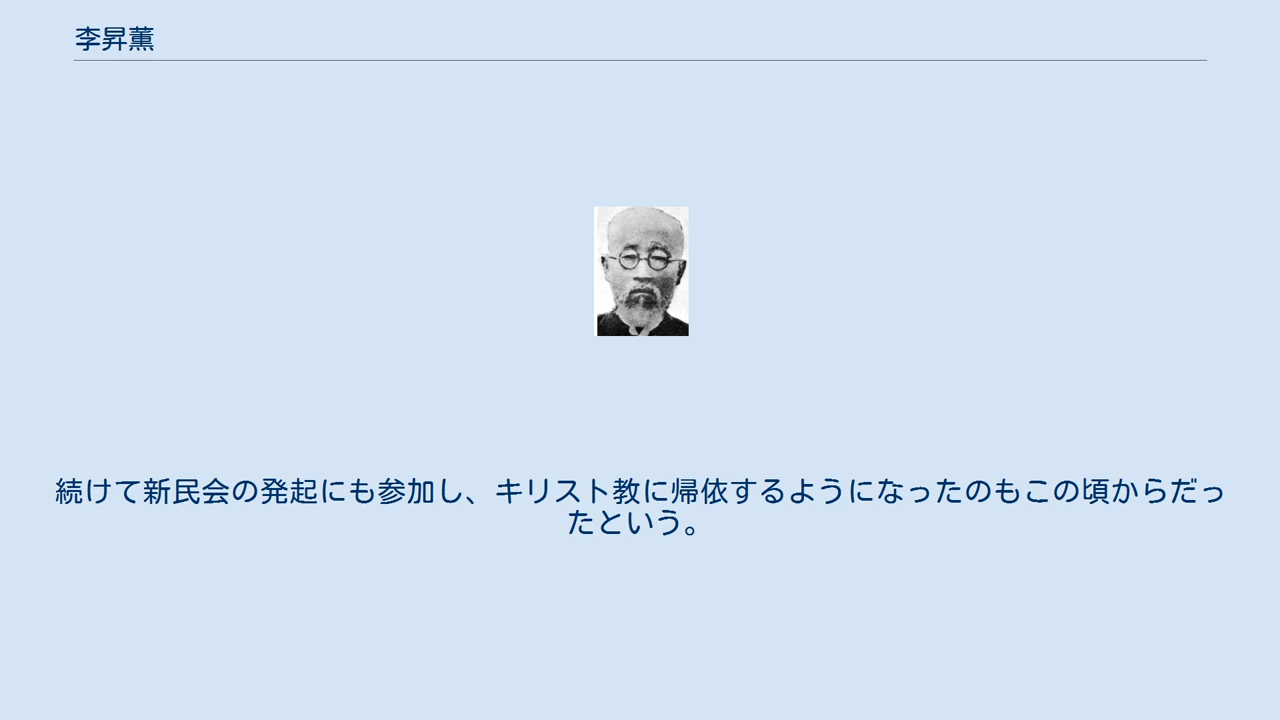 李昇薫
続けて新民会の発起にも参加し、キリスト教に帰依するようになったのもこの頃からだっ
たという。